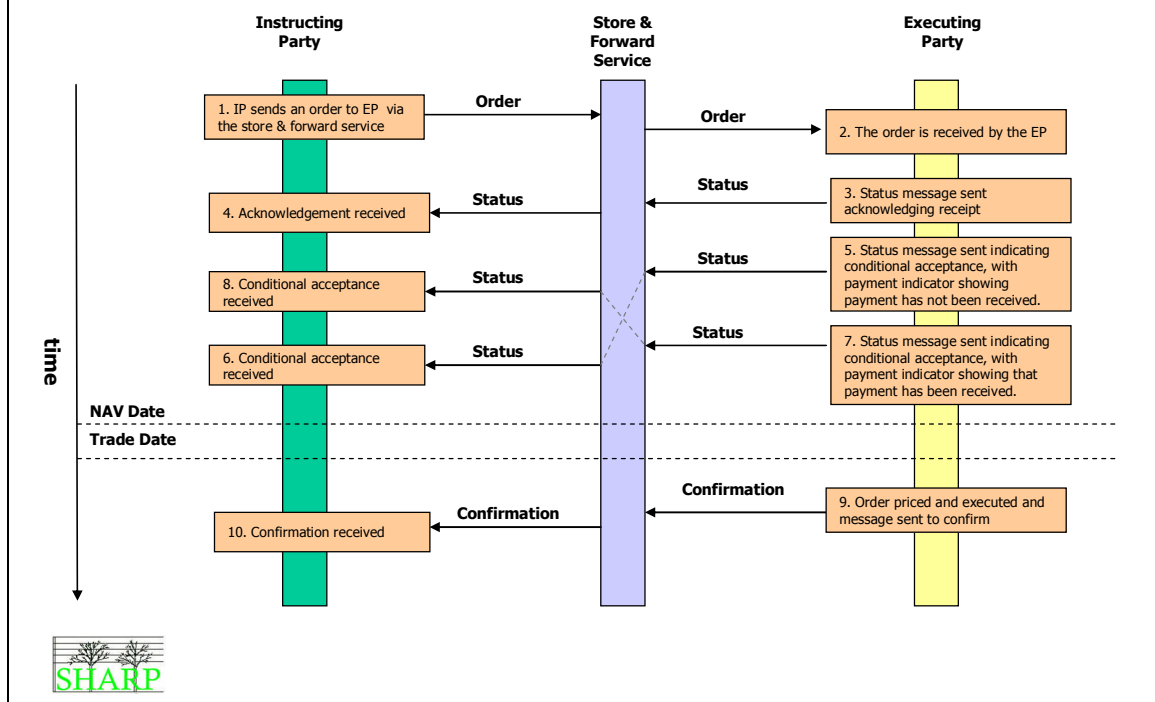 Instructing
Party
Store &
Forward
Service
Executing
Party
1. IP sends an order to EP via
the store & forward service
Order
Order
2. The order is received by the EP
Status
3. Status message sent
acknowledging receipt
Status
4. Acknowledgement received
Status
5. Status message sent indicating
conditional acceptance, with
payment indicator showing
payment has not been received.
Status
8. Conditional acceptance
received
Status
7. Status message sent indicating
conditional acceptance, with
payment indicator showing that
payment has been received.
Status
6. Conditional acceptance
received
time
NAV Date
Trade Date
Confirmation
9. Order priced and executed and
message sent to confirm
Confirmation
10. Confirmation received
SHARP